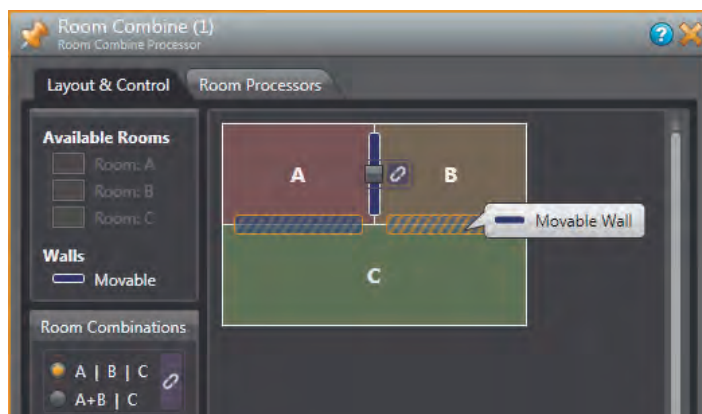 Room Combine (1)
Room Combine Processor
?
Layout & Control
Room Processors
Available Rooms
Room: A
Room: B
Room: C
Walls
Movable
A
B
Movable Wall
C
Room Combinations
A | B | C
A+B | C